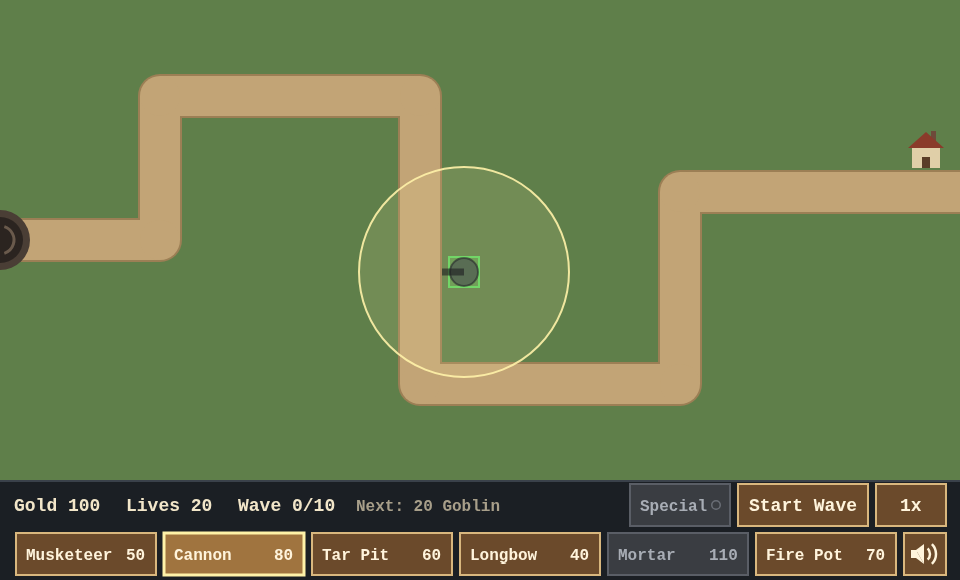 Gold 100 Lives 20 Wave 0/10 Next: 20 Goblin Special Start Wave 1x
Musketeer 50 Cannon 80 Tar Pit 60 Longbow 40 Mortar 110 Fire Pot 70